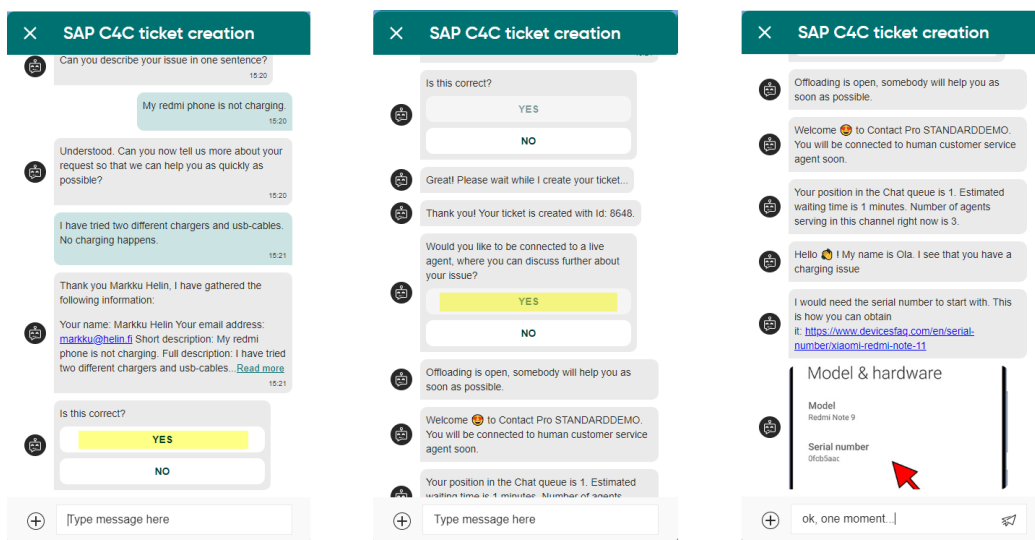 SAP C4C ticket creation
Can you describe your issue in one sentence?
15:20
My redmi phone is not charging.
15:20
Understood. Can you now tell us more about your
request so that we can help you as quickly as
possible?
15:20
I have tried two different chargers and usb-cables.
No charging happens.
15:21
Thank you Markku Helin, I have gathered the
following information:
Your name: Markku Helin Your email address:
markku@helin.fi Short description: My redmi
phone is not charging. Full description: I have tried
two different chargers and usb-cables...Read more
15:21
Is this correct?
YES
NO
Type message here
SAP C4C ticket creation
Is this correct?
YES
NO
Great! Please wait while I create your ticket...
Thank you! Your ticket is created with Id: 8648.
Would you like to be connected to a live
agent, where you can discuss further about
your issue?
YES
NO
Offloading is open, somebody will help you as
soon as possible.
Welcome 😍 to Contact Pro STANDARDDEMO.
You will be connected to human customer service
agent soon.
Your position in the Chat queue is 1. Estimated
waiting time is 1 minutes. Number of agents
Type message here
SAP C4C ticket creation
Offloading is open, somebody will help you as
soon as possible.
Welcome 😍 to Contact Pro STANDARDDEMO.
You will be connected to human customer service
agent soon.
Your position in the Chat queue is 1. Estimated
waiting time is 1 minutes. Number of agents
serving in this channel right now is 3.
Hello 👏 ! My name is Ola. I see that you have a
charging issue
I would need the serial number to start with. This
is how you can obtain
it: https://www.devicesfaq.com/en/serial-
number/xiaomi-redmi-note-11
Model & hardware
Model
Redmi Note 9
Serial number
0fcb5aac
ok, one moment...